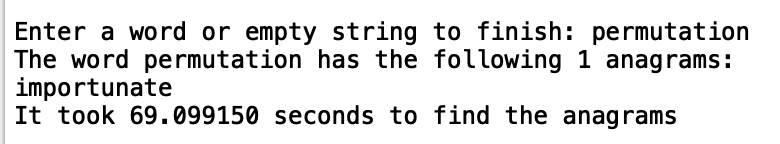 Enter a word or empty string to finish: permutation
The word permutation has the following 1 anagrams:
importunate
It took 69.099150 seconds to find the anagrams